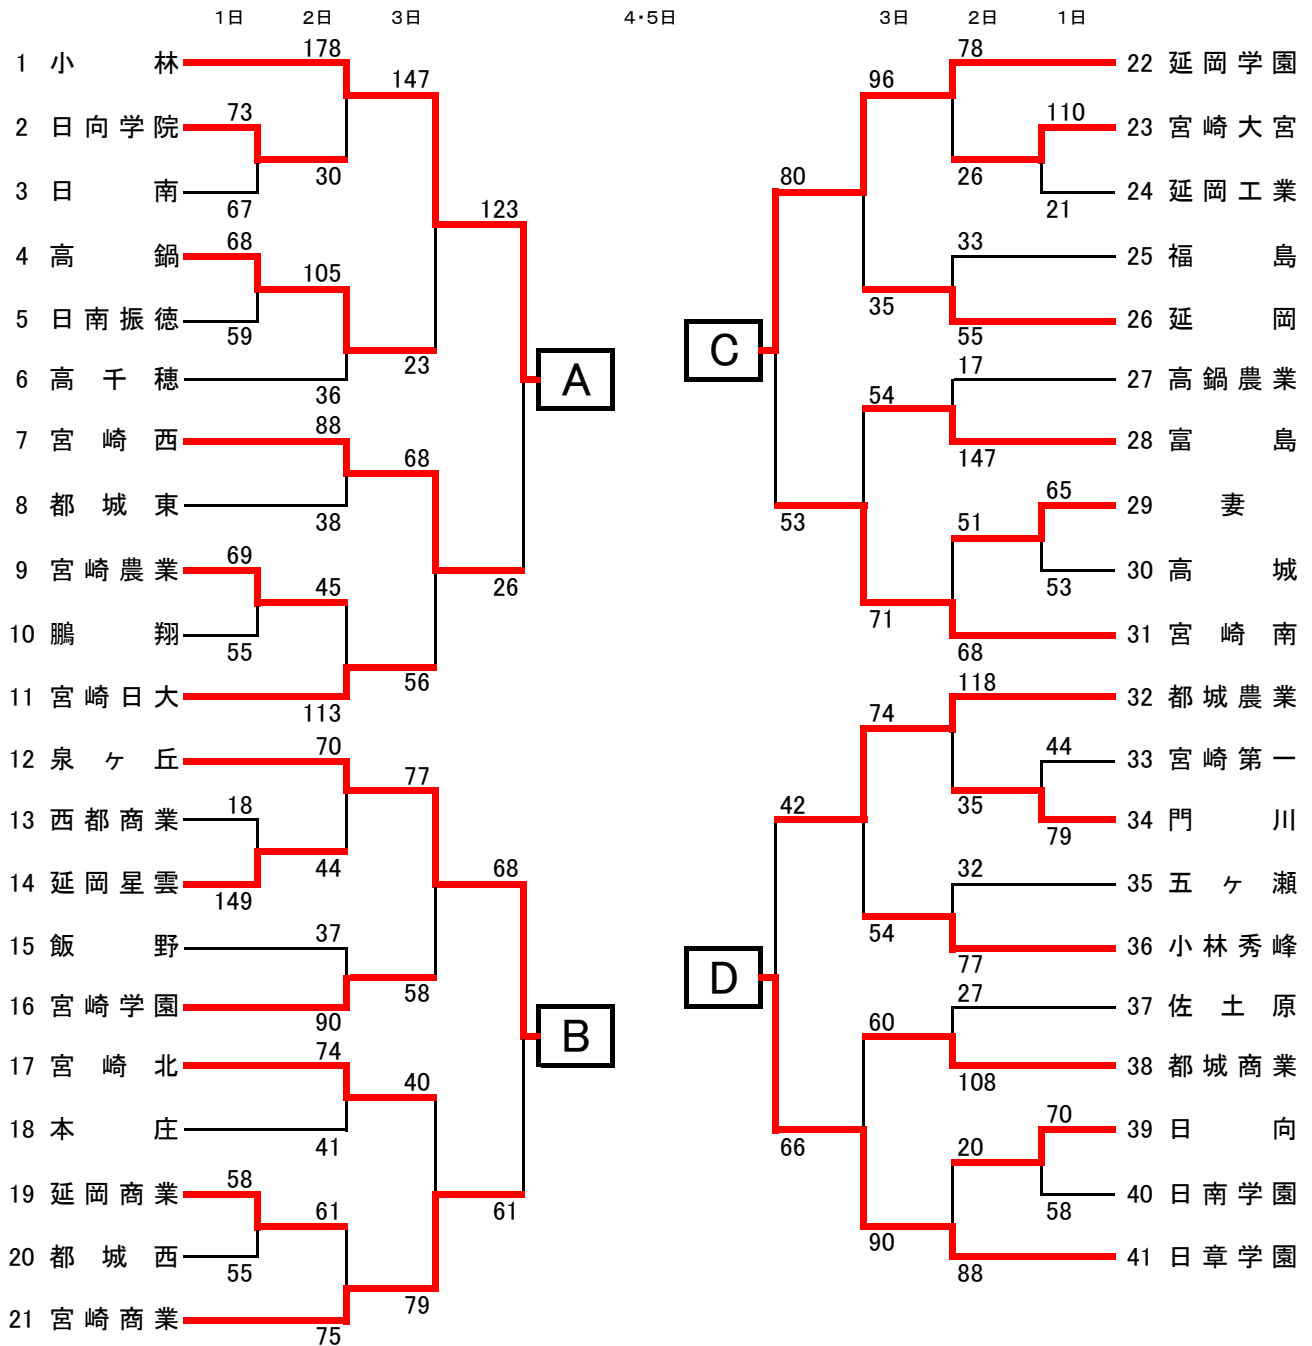 1日 2日 3日 4・5日 3日 2日 1日
178 78
1 小林 22 延岡学園
147 96
73 110
2 日向学院 23 宮崎大宮
30 80 26
3 日南 24 延岡工業
67 123 21
68 33
4 高鍋 25 福島
105
35
5 日南振徳 26 延岡
59 55
C
23 17
6 高千穂 A 27 高鍋農業
36 54
88
7 宮崎西 28 富島
68 147
65
8 都城東 29 妻
38 53 51
69
9 宮崎農業 30 高城
45 26
71
10 鵬翔 31 宮崎南
55 68
56 118
11 宮崎日大 32 都城農業
113 74
70 44
12 泉ヶ丘 33 宮崎第一
77
18 42 35
13 西都商業 34 門川
44 68 79
32
14 延岡星雲 35 五ヶ瀬
149
37 54
15 飯野 36 小林秀峰
77
D
58 27
16 宮崎学園 37 佐土原
90 60
B
74
17 宮崎北 38 都城商業
40 108
70
18 本庄 39 日向
41 66 20
58
19 延岡商業 40 日南学園
61 61 58
90
20 都城西 41 日章学園
55 88
79
21 宮崎商業
75